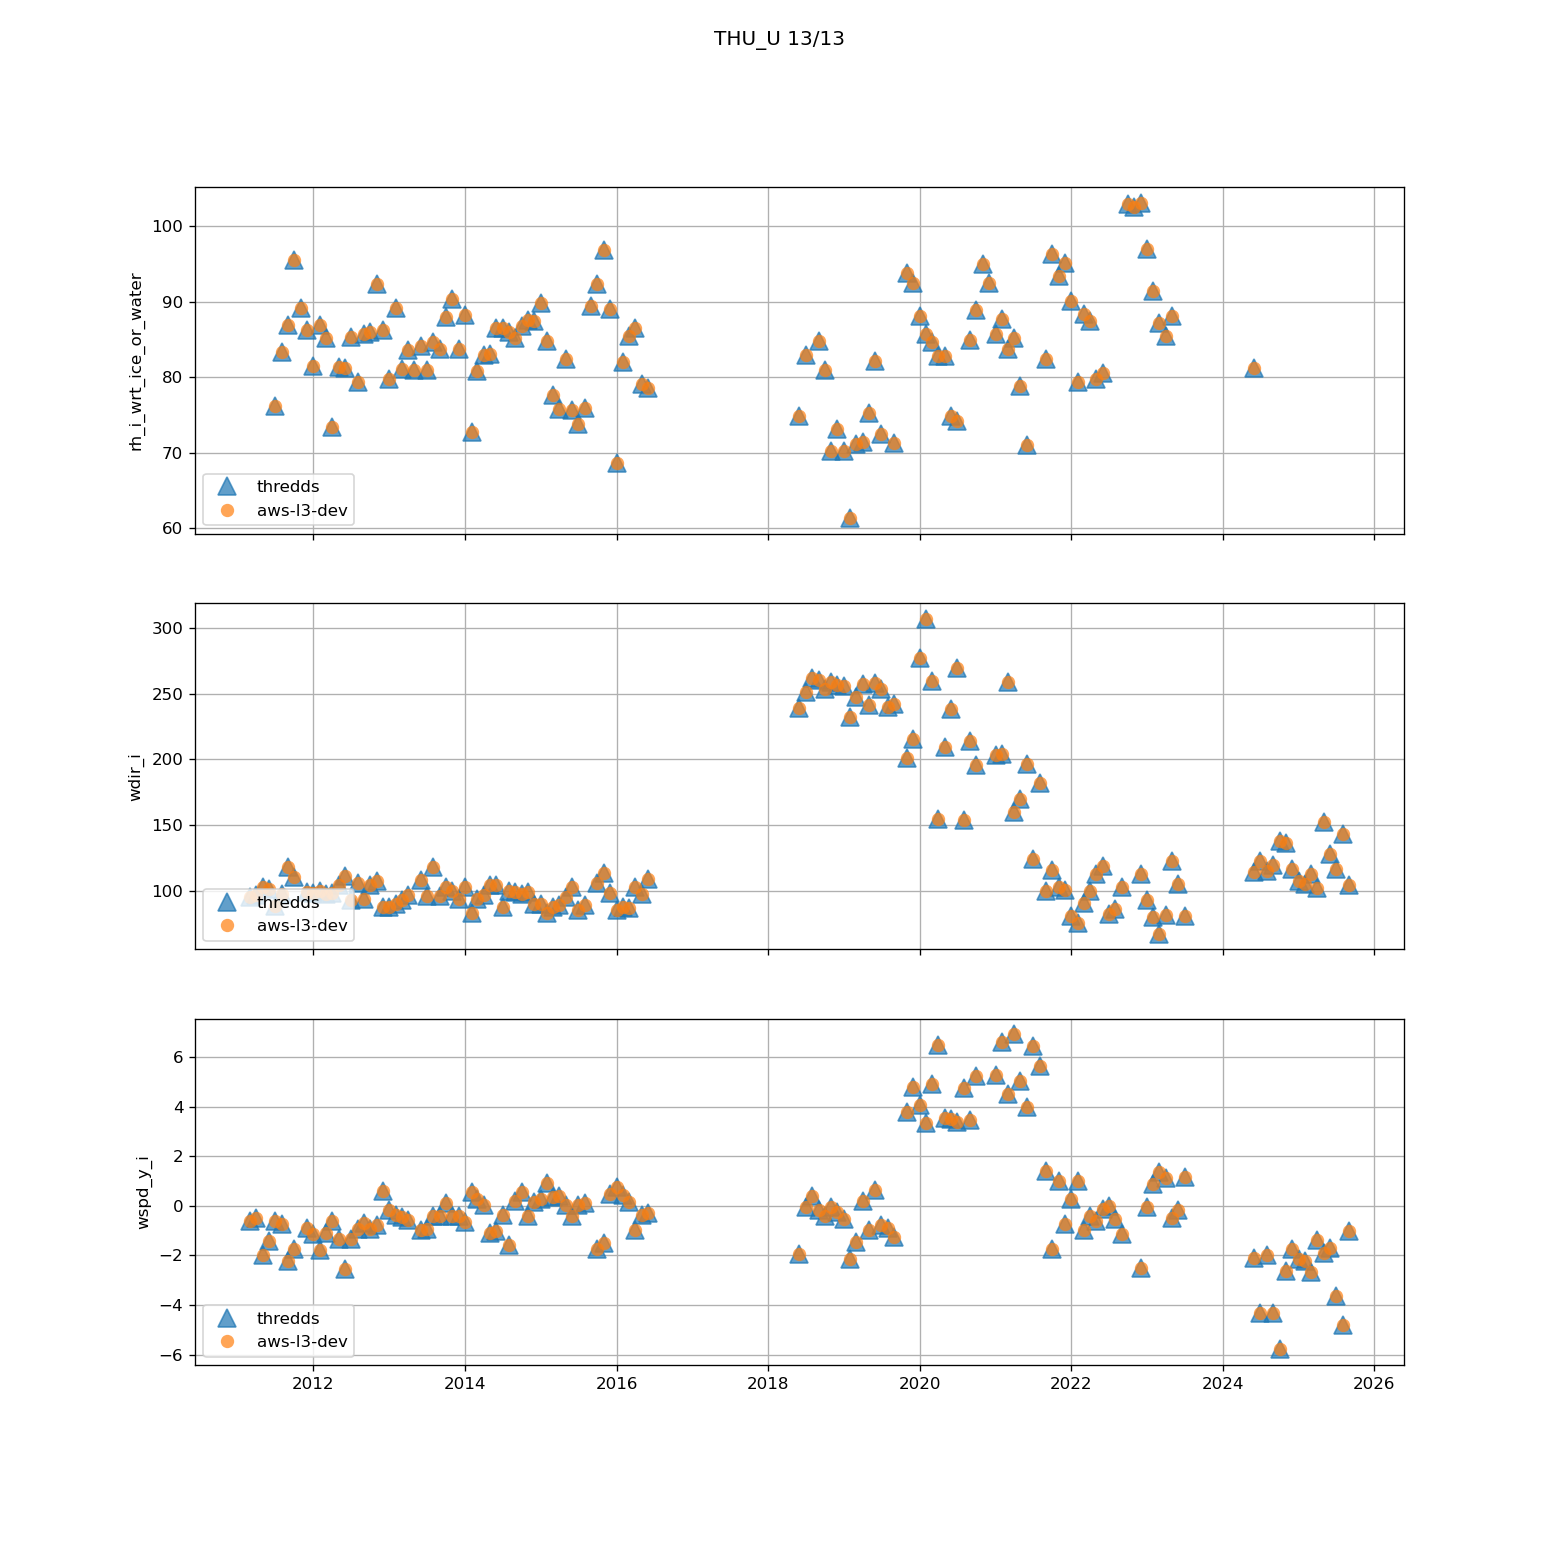 THU_U 13/13
rh_i_wrt_ice_or_water
100
90
80
70
60
thredds
aws-l3-dev
wdir_i
300
250
200
150
100
thredds
aws-l3-dev
wspd_y_i
6
4
2
0
−2
−4
−6
thredds
aws-l3-dev
2012 2014 2016 2018 2020 2022 2024 2026